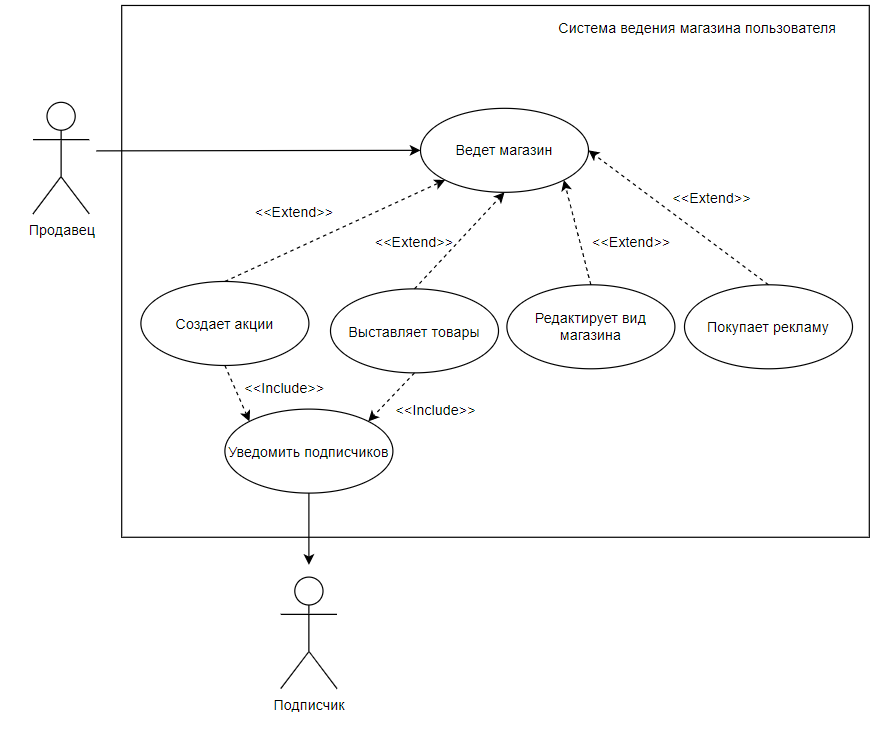 Система ведения магазина пользователя
Ведет магазин
Продавец
<<Extend>>
<<Extend>>
<<Extend>>
<<Extend>>
Создает акции
Выставляет товары
Редактирует вид
магазина
Покупает рекламу
<<Include>>
<<Include>>
Уведомить подписчиков
Подписчик